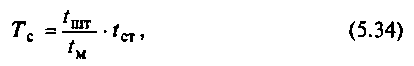 T_с = t_шт / t_м · t_ст, (5.34)